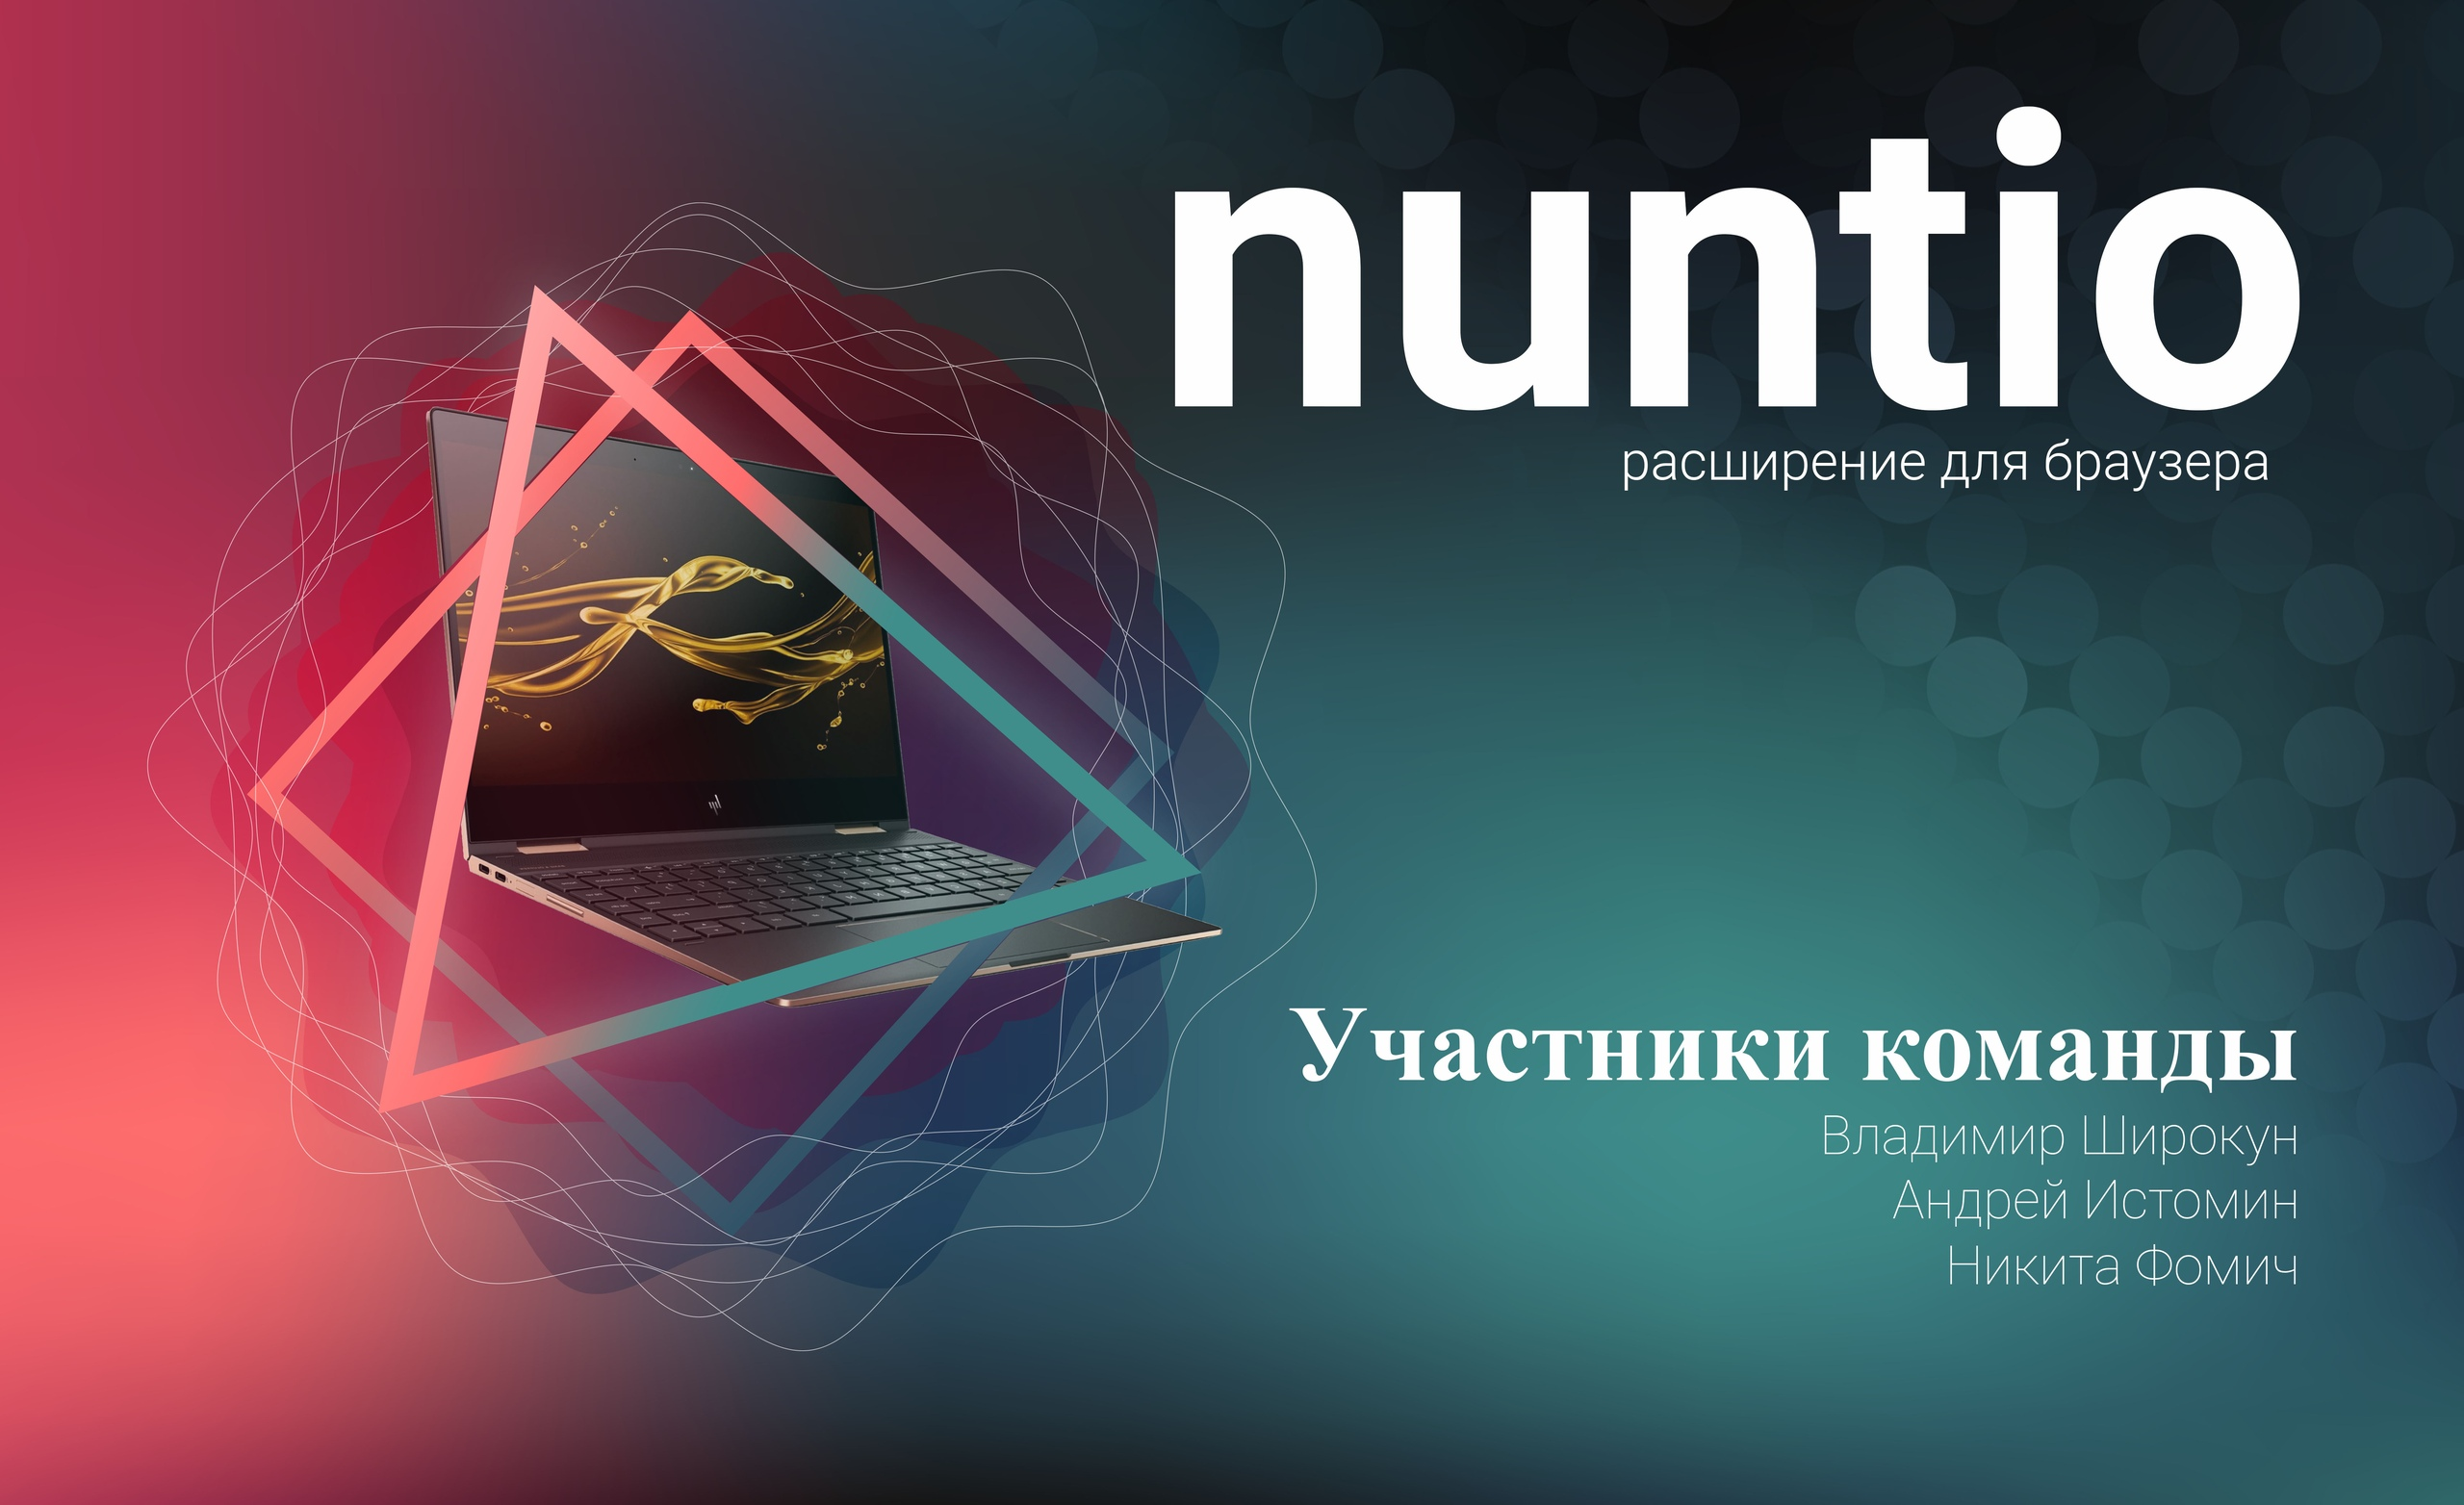 nuntio
расширение для браузера
Участники команды
Владимир Широкун
Андрей Истомин
Никита Фомич